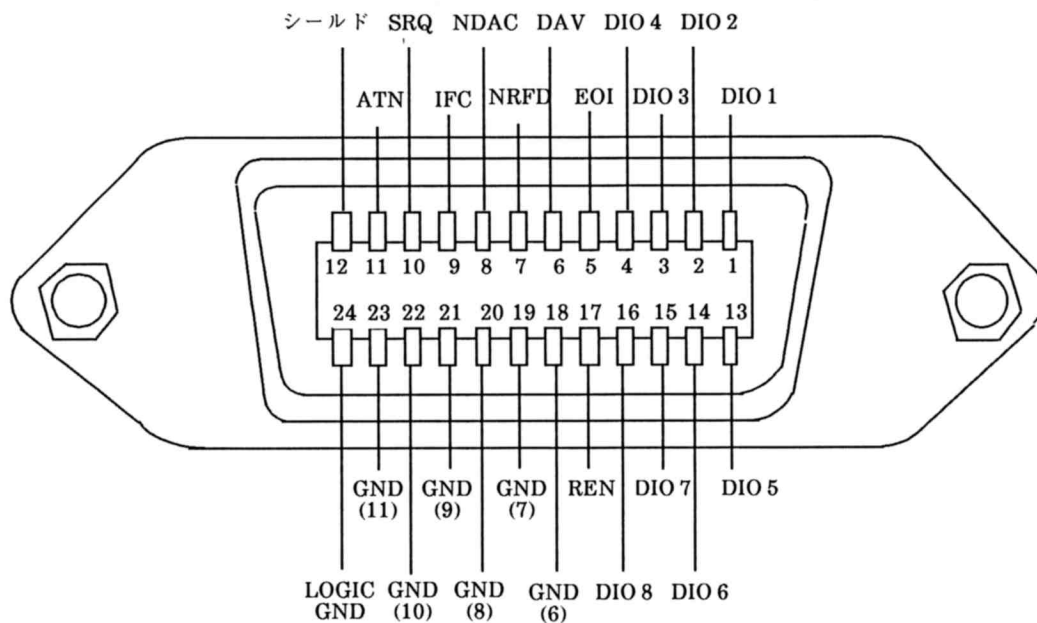 シールド SRQ NDAC DAV DIO 4 DIO 2
ATN IFC NRFD EOI DIO 3 DIO 1
12 11 10 9 8 7 6 5 4 3 2 1
24 23 22 21 20 19 18 17 16 15 14 13
GND GND GND REN DIO 7 DIO 5
(11) (9) (7)
LOGIC GND GND GND DIO 8 DIO 6
GND (10) (8) (6)